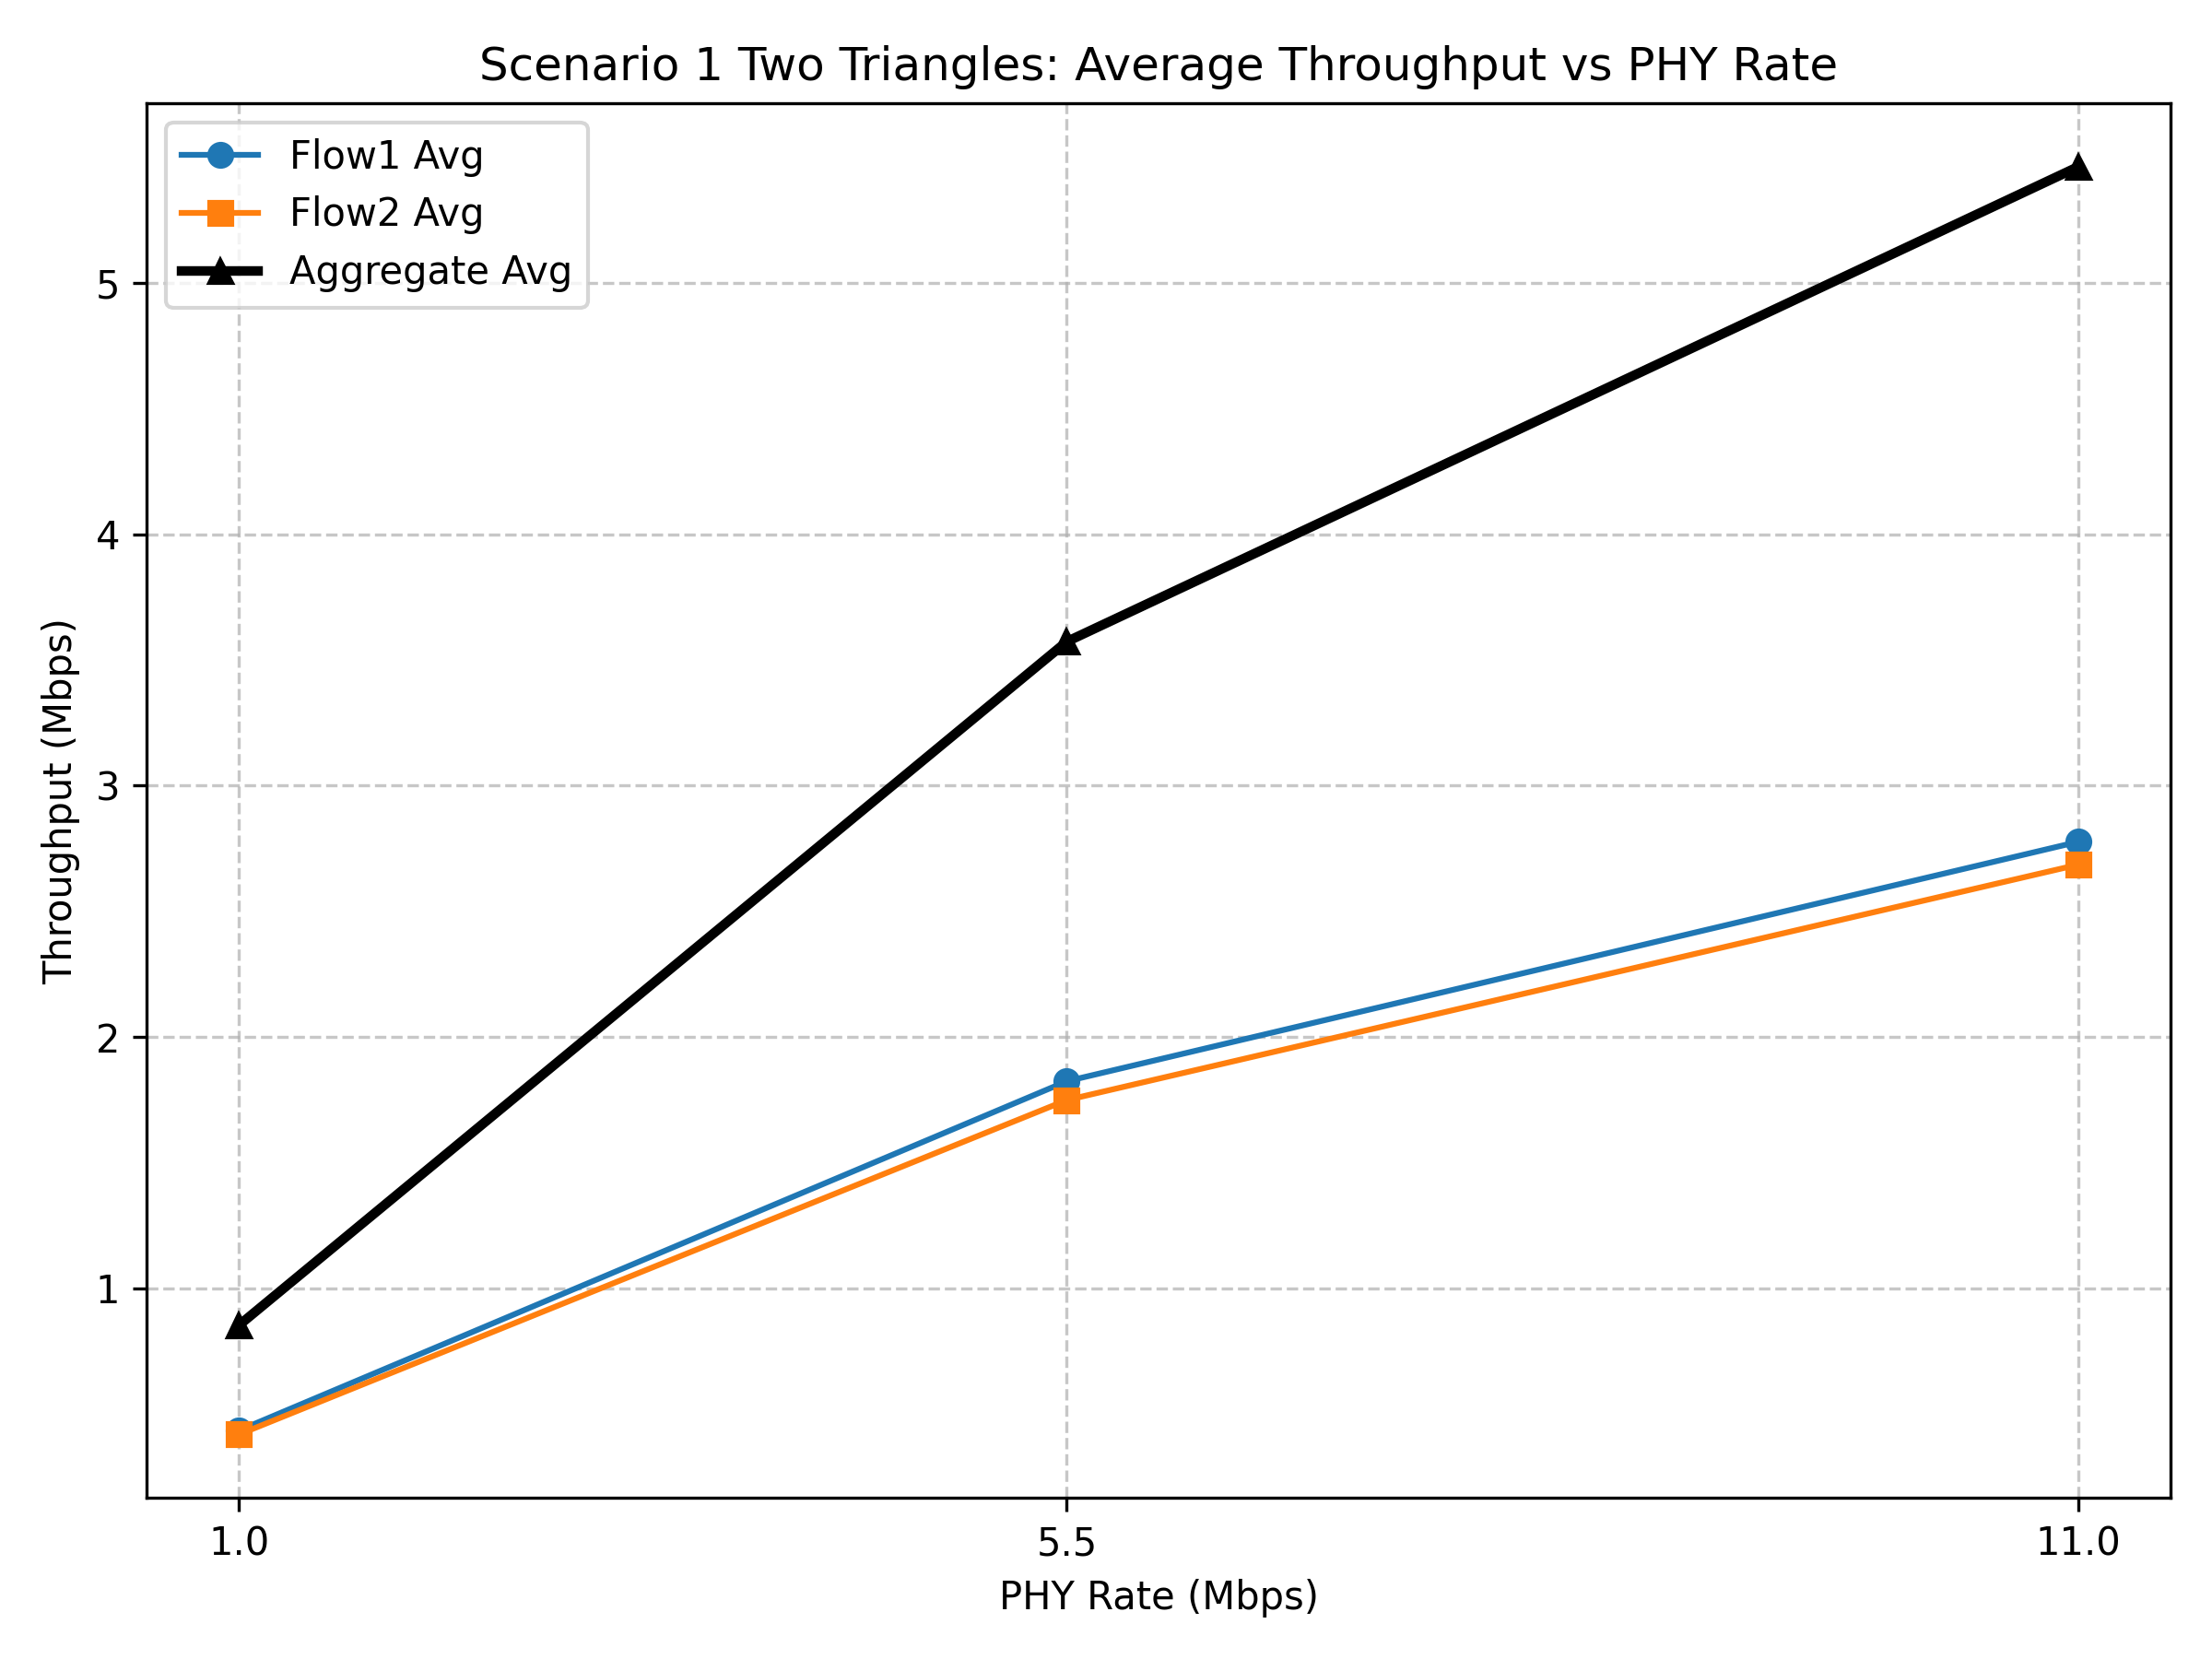 Scenario 1 Two Triangles: Average Throughput vs PHY Rate
Flow1 Avg
Flow2 Avg
Aggregate Avg
Throughput (Mbps)
5
4
3
2
1
1.0
5.5
11.0
PHY Rate (Mbps)